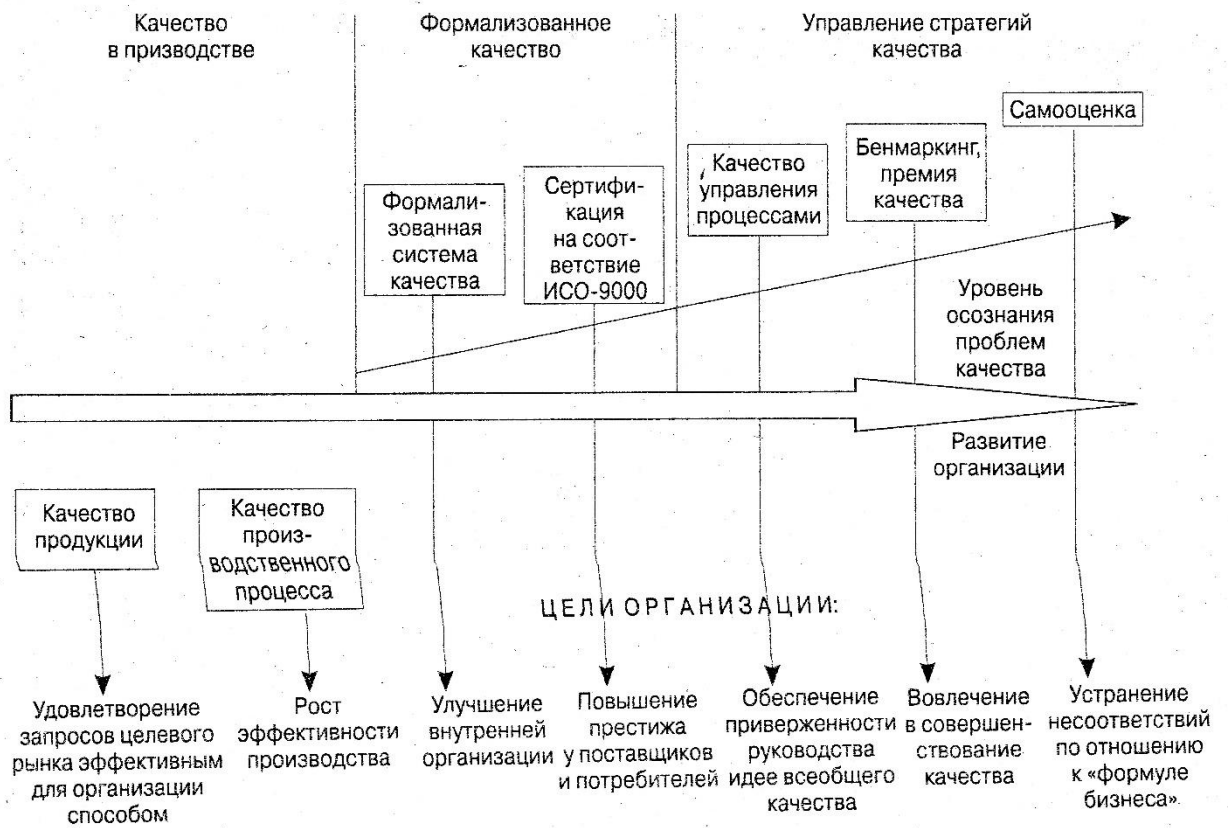 Качество
в призводстве
Формализованное
качество
Управление стратегий
качества
Самооценка
Бенмаркинг,
премия
качества
Качество
управления
процессами
Сертифи-
кация
на соот-
ветствие
ИСО-9000
Формали-
зованная
система
качества
Уровень
осознания
проблем
качества
Развитие
организации
Качество
продукции
Качество
произ-
водственного
процесса
ЦЕЛИ ОРГАНИЗАЦИИ:
Удовлетворение
запросов целевого
рынка эффективным
для организации
способом
Рост
эффективности
производства
Улучшение
внутренней
организации
Повышение
престижа
у поставщиков
и потребителей
Обеспечение
приверженности
руководства
идее всеобщего
качества
Вовлечение
в совершен-
ствование
качества
Устранение
несоответствий
по отношению
к «формуле
бизнеса».